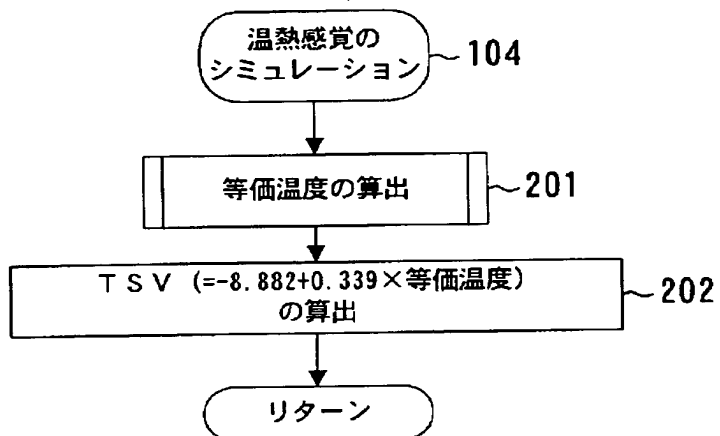 温熱感覚の
シミュレーション
104
等価温度の算出
201
TSV (=-8.882+0.339×等価温度)
の算出
202
リターン